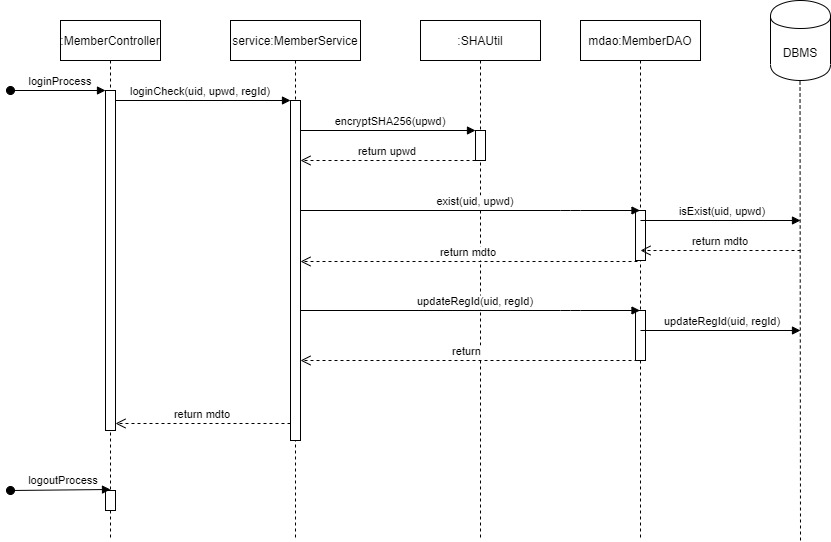 :MemberController
service:MemberService
:SHAUtil
mdao:MemberDAO
DBMS
loginProcess
loginCheck(uid, upwd, regId)
encryptSHA256(upwd)
return upwd
exist(uid, upwd)
isExist(uid, upwd)
return mdto
return mdto
updateRegId(uid, regId)
updateRegId(uid, regId)
return
return mdto
logoutProcess